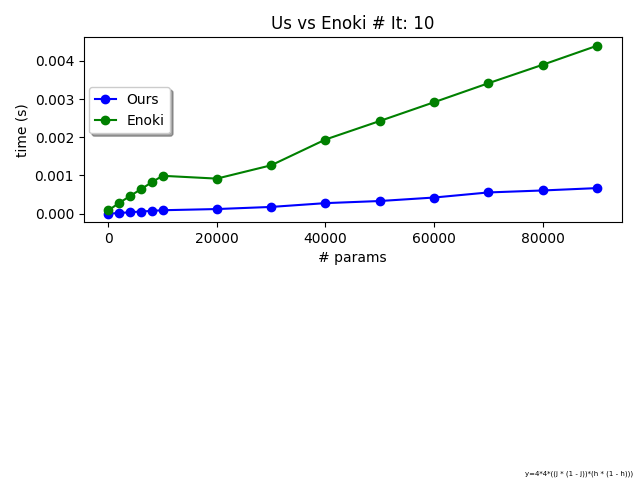 Us vs Enoki # It: 10
0.004
0.003
0.002
0.001
0.000
time (s)
Ours
Enoki
0
20000
40000
60000
80000
# params
y=4*4*((j * (1 - j))*(h * (1 - h)))